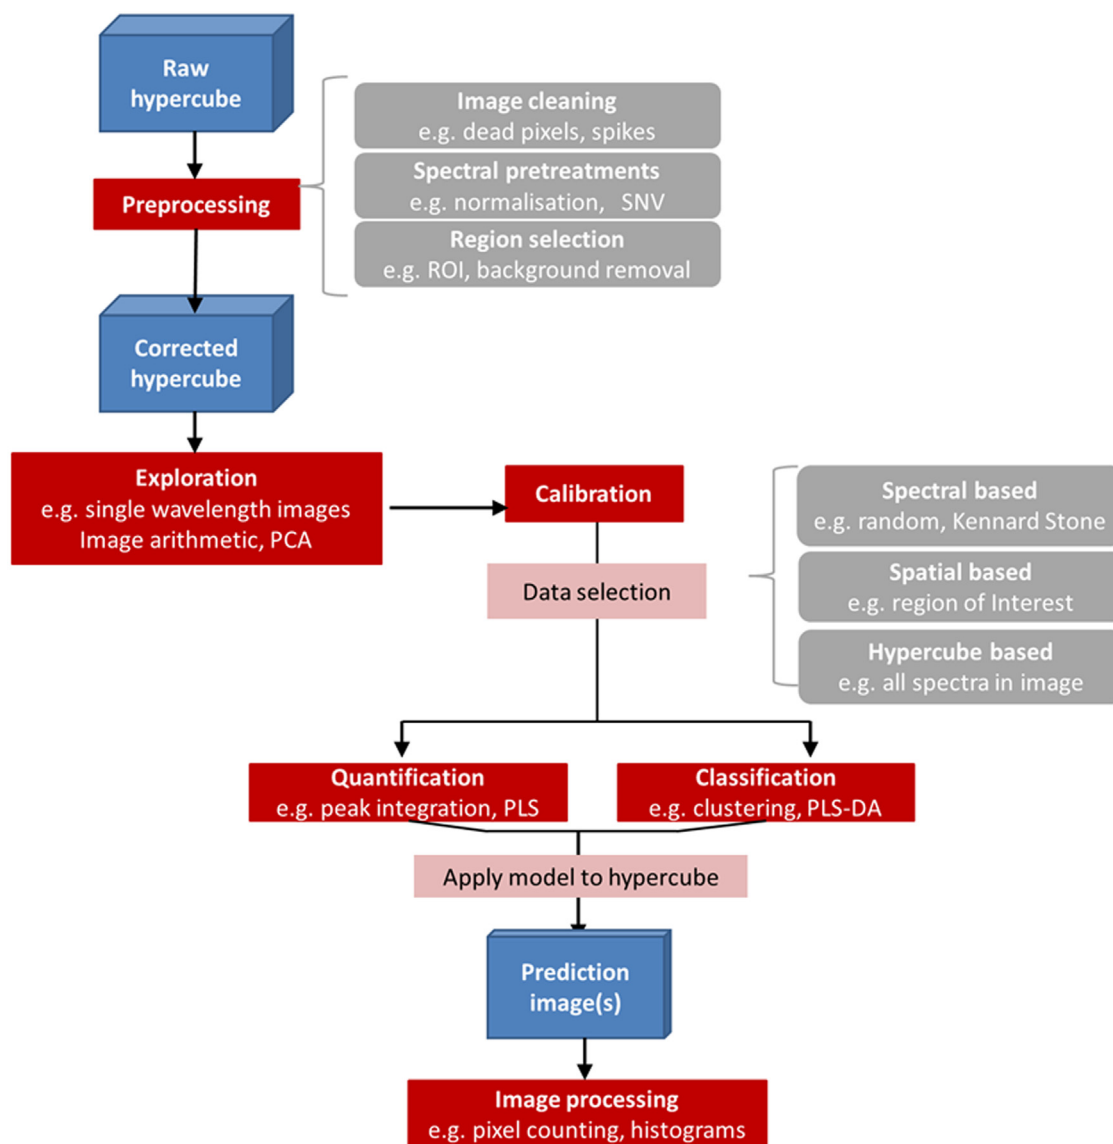 Raw
hypercube
Image cleaning
e.g. dead pixels, spikes
Spectral pretreatments
e.g. normalisation, SNV
Preprocessing
Region selection
e.g. ROI, background removal
Corrected
hypercube
Exploration
e.g. single wavelength images
Image arithmetic, PCA
Calibration
Spectral based
e.g. random, Kennard Stone
Data selection
Spatial based
e.g. region of Interest
Hypercube based
e.g. all spectra in image
Quantification
e.g. peak integration, PLS
Classification
e.g. clustering, PLS-DA
Apply model to hypercube
Prediction
image(s)
Image processing
e.g. pixel counting, histograms